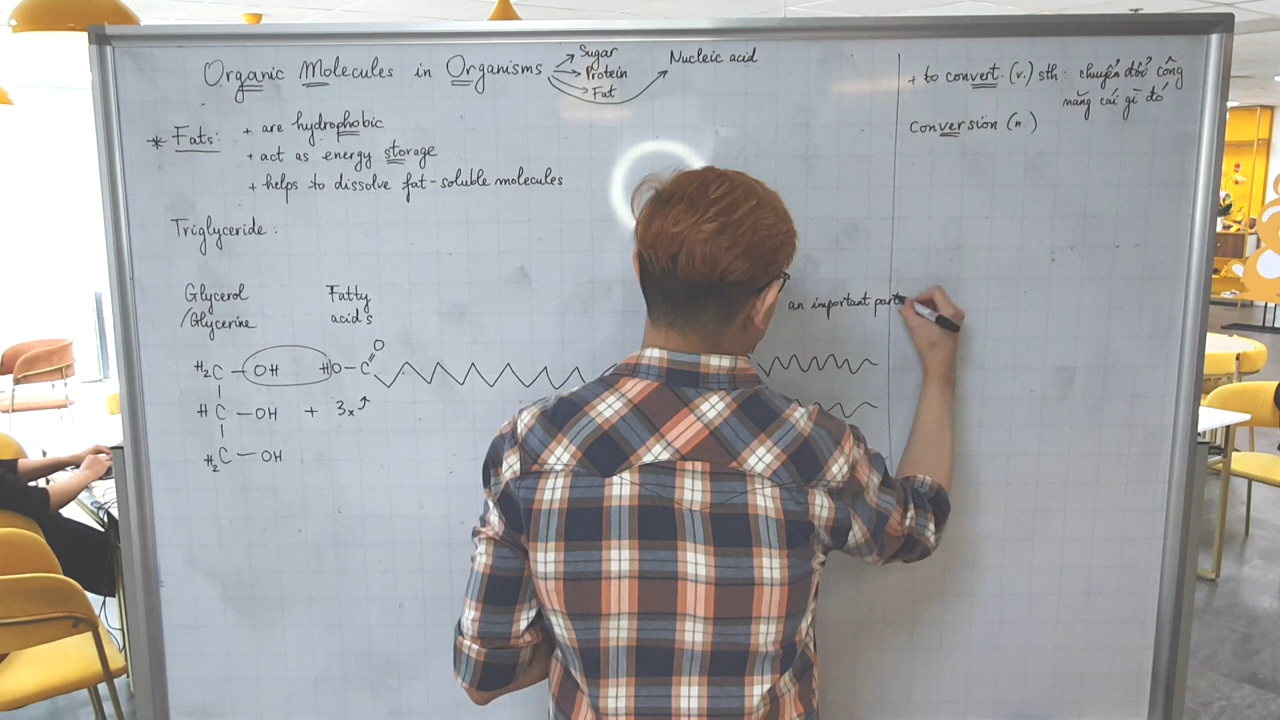 Organic Molecules in Organisms
Sugar
Protein
Fat
Nucleic acid
* Fats: + are hydrophobic
+ act as energy storage
+ helps to dissolve fat-soluble molecules
Triglyceride:
Glycerol
/Glycerine
Fatty
acids
H₂C – OH HO – C O
HC – OH + 3x
H₂C – OH
an important part
+ to convert (v.) sth: chuyển đổi công
năng cái gì đó
conversion (n.)